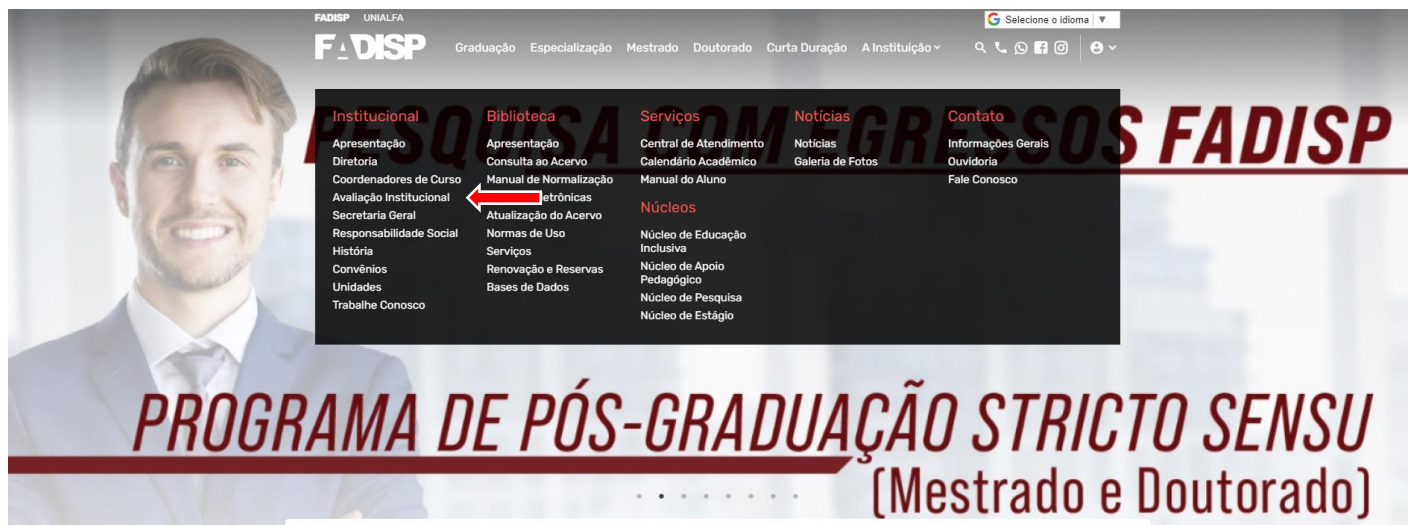 FADISP UNIALFA
Selecione o idioma ▼
FADISP
Graduação Especialização Mestrado Doutorado Curta Duração A Instituição
PESQUISA COM EGRESSOS FADISP
Institucional
Apresentação
Diretoria
Coordenadores de Curso
Avaliação Institucional
Secretaria Geral
Responsabilidade Social
História
Convênios
Unidades
Trabalhe Conosco
Biblioteca
Apresentação
Consulta ao Acervo
Manual de Normalização
etrônicas
Atualização do Acervo
Normas de Uso
Serviços
Renovação e Reservas
Bases de Dados
Serviços
Central de Atendimento
Calendário Acadêmico
Manual do Aluno
Núcleos
Núcleo de Educação
Inclusiva
Núcleo de Apoio
Pedagógico
Núcleo de Pesquisa
Núcleo de Estágio
Notícias
Notícias
Galeria de Fotos
Contato
Informações Gerais
Ouvidoria
Fale Conosco
PROGRAMA DE PÓS-GRADUAÇÃO STRICTO SENSU
(Mestrado e Doutorado)